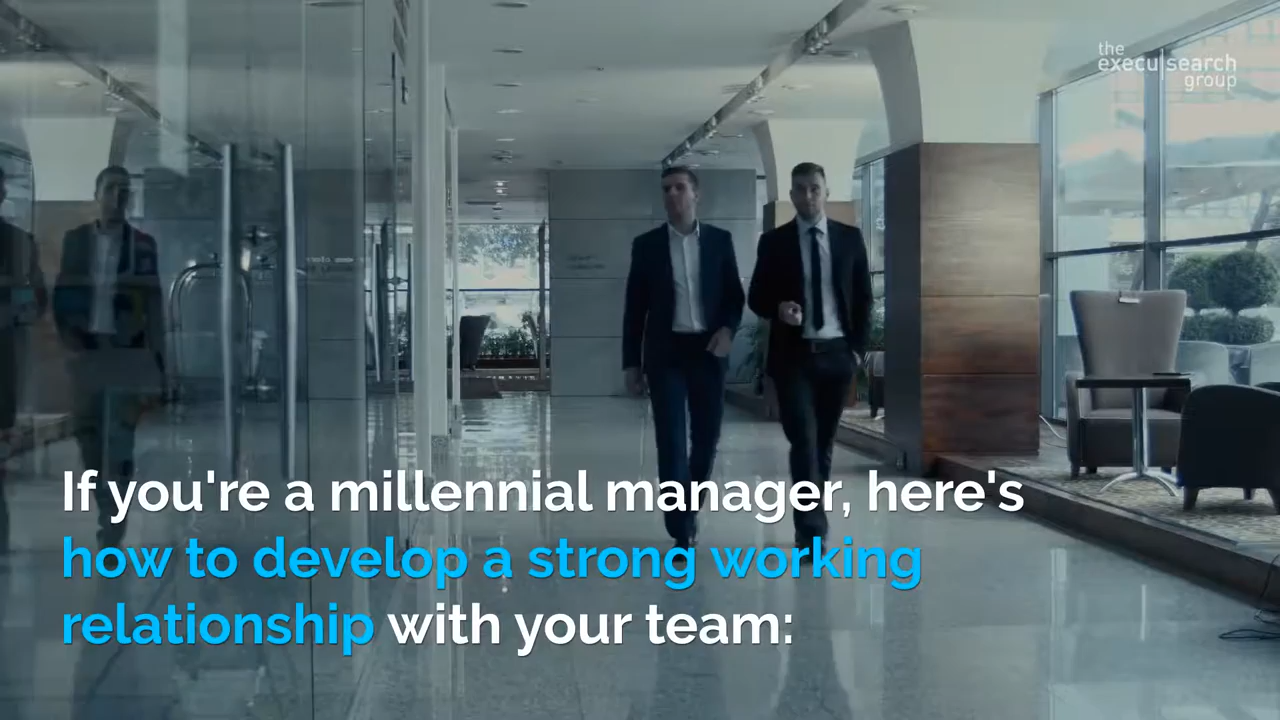 the
execu|search
group
If you're a millennial manager, here's
how to develop a strong working
relationship with your team: